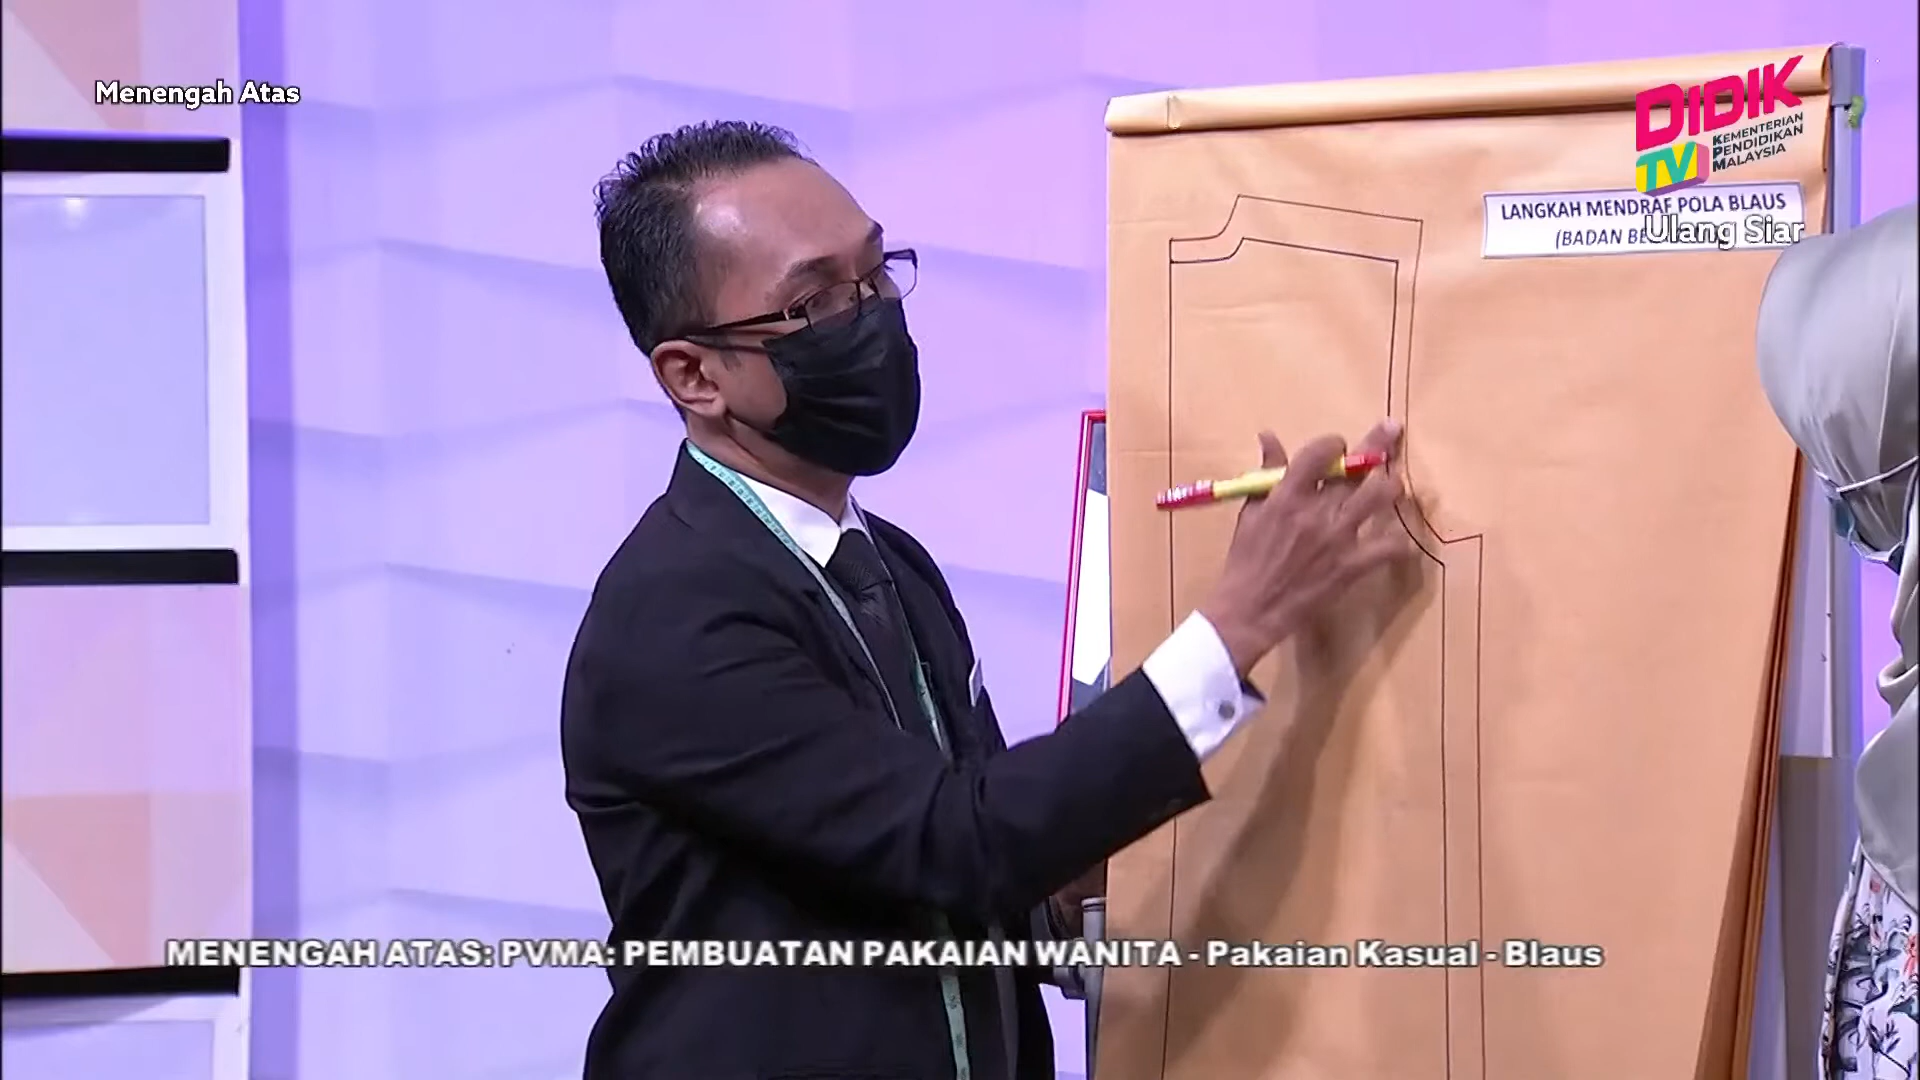 Menengah Atas
DIDIK
TV
KEMENTERIAN
PENDIDIKAN
MALAYSIA
LANGKAH MENDRAF POLA BLAUS
(BADAN
Ulang Siar
MENENGAH ATAS: PVMA: PEMBUATAN PAKAIAN WANITA - Pakaian Kasual - Blaus